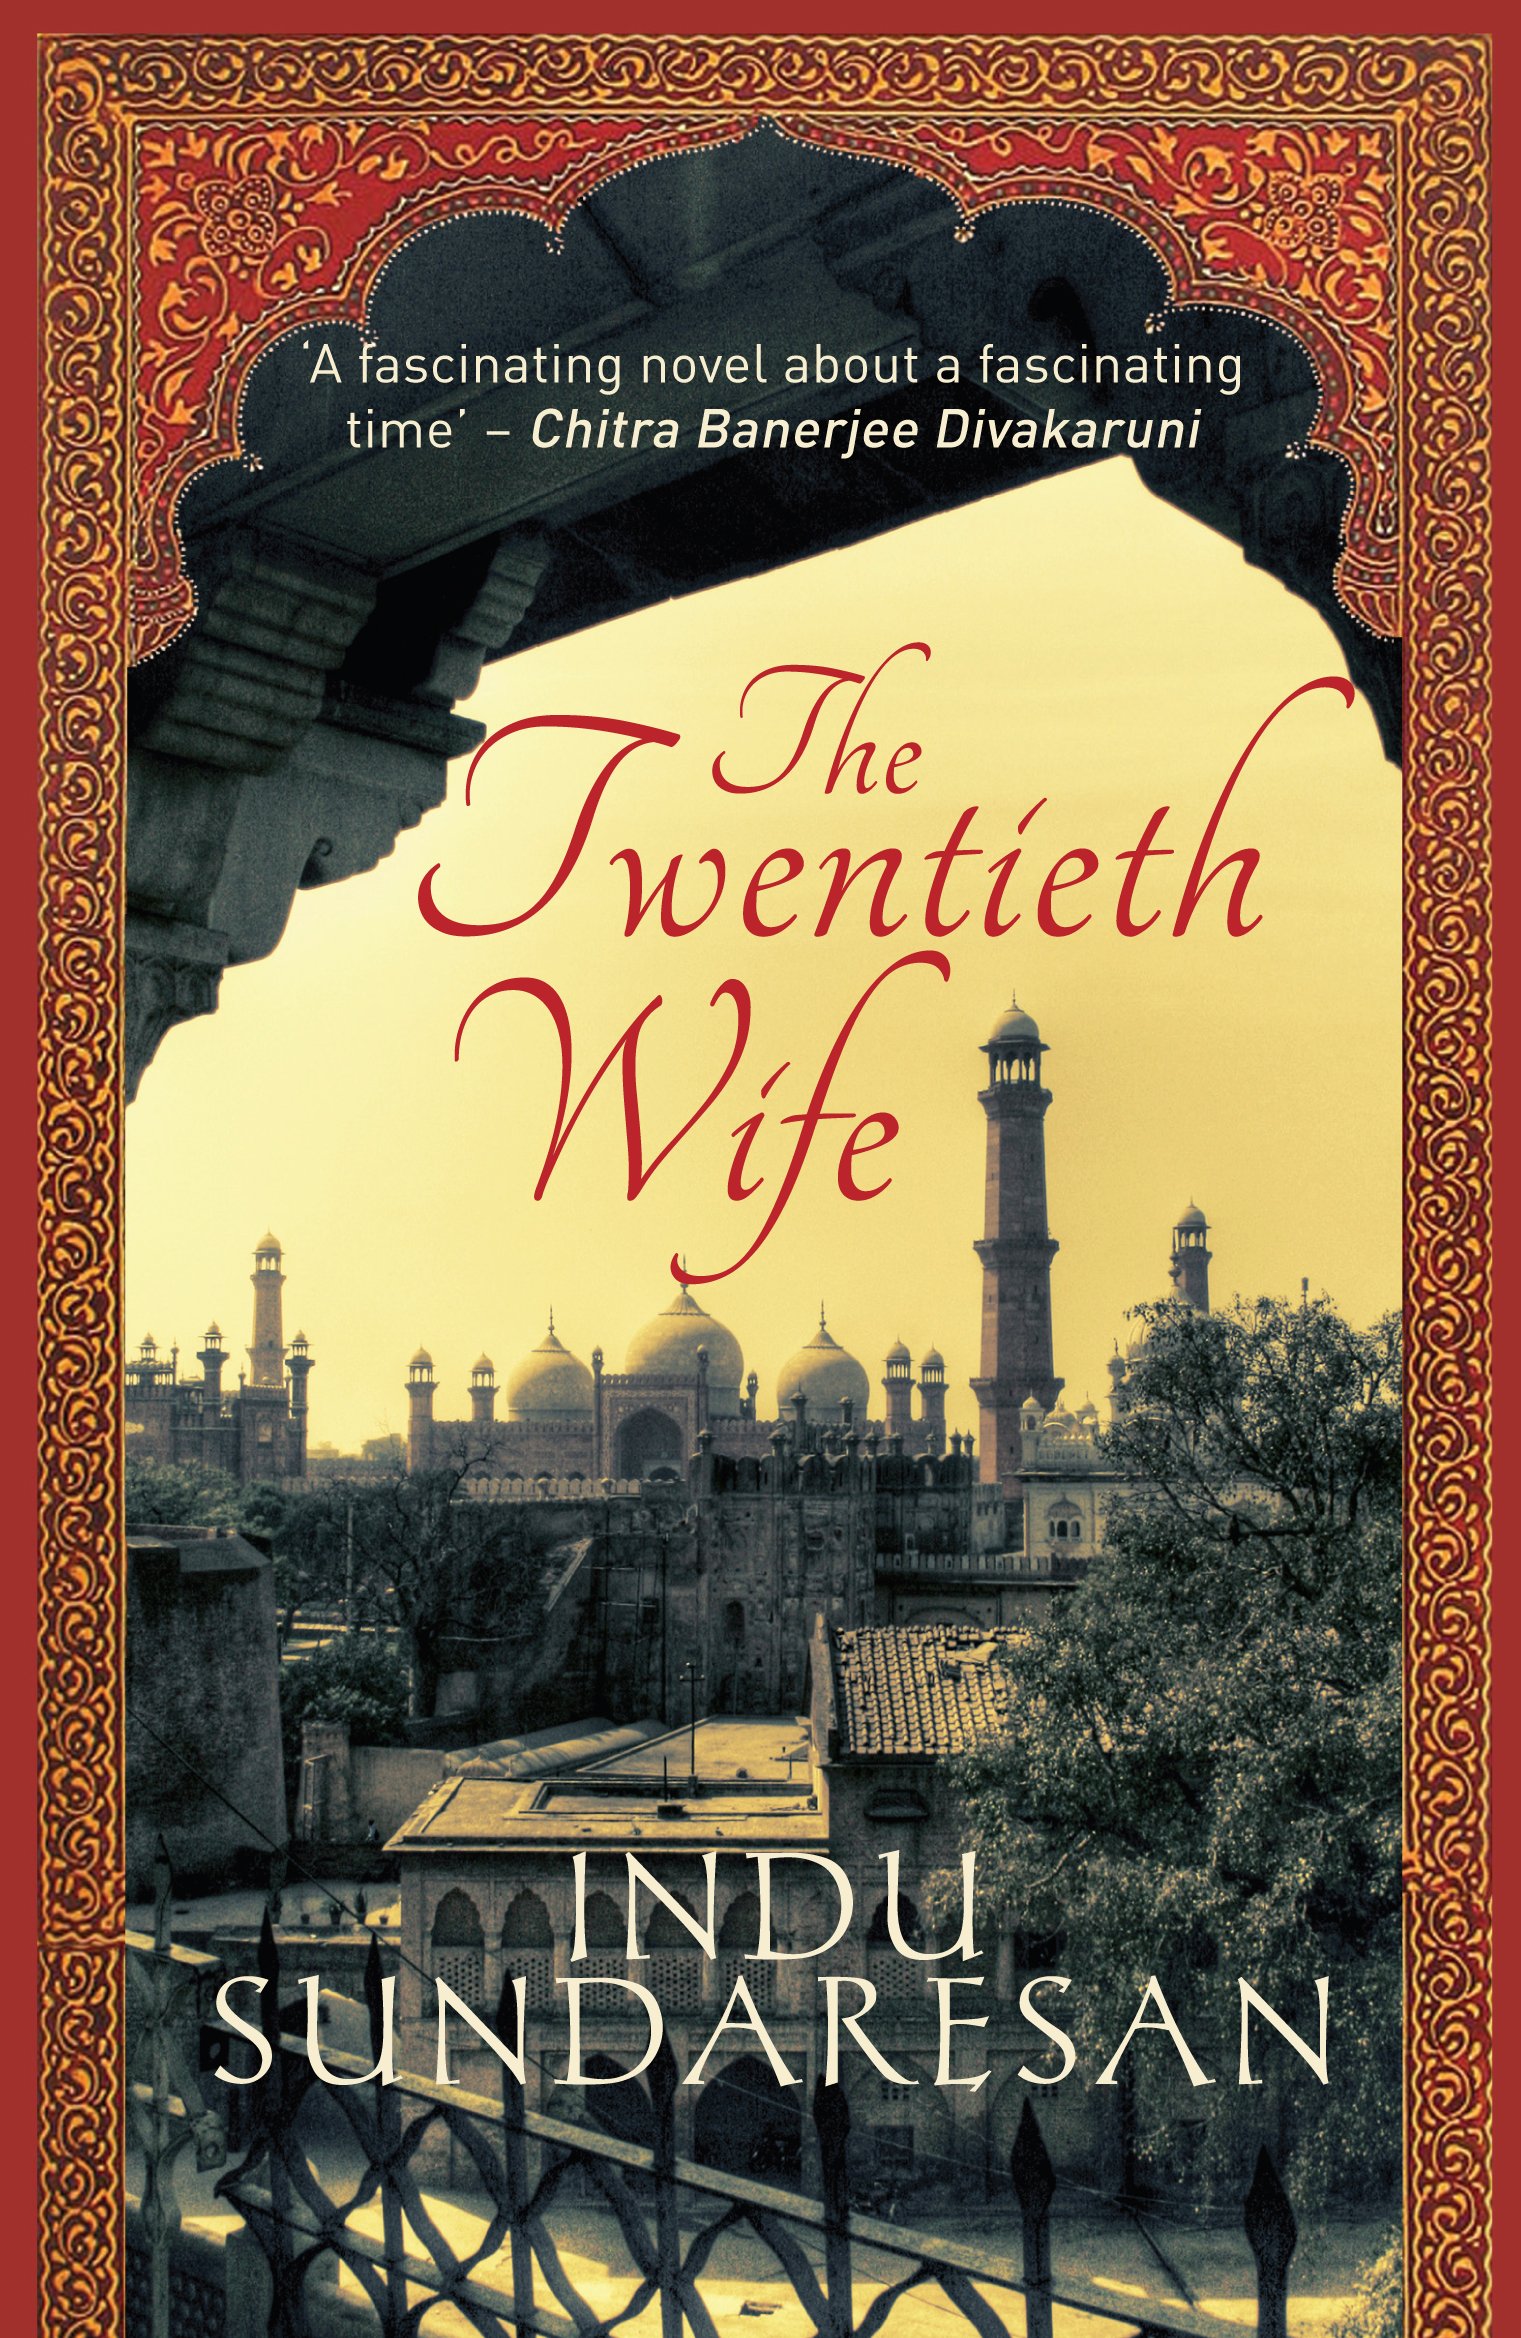 ‘A fascinating novel about a fascinating
time’ – Chitra Banerjee Divakaruni
The
Twentieth
Wife
INDU
SUNDARESAN